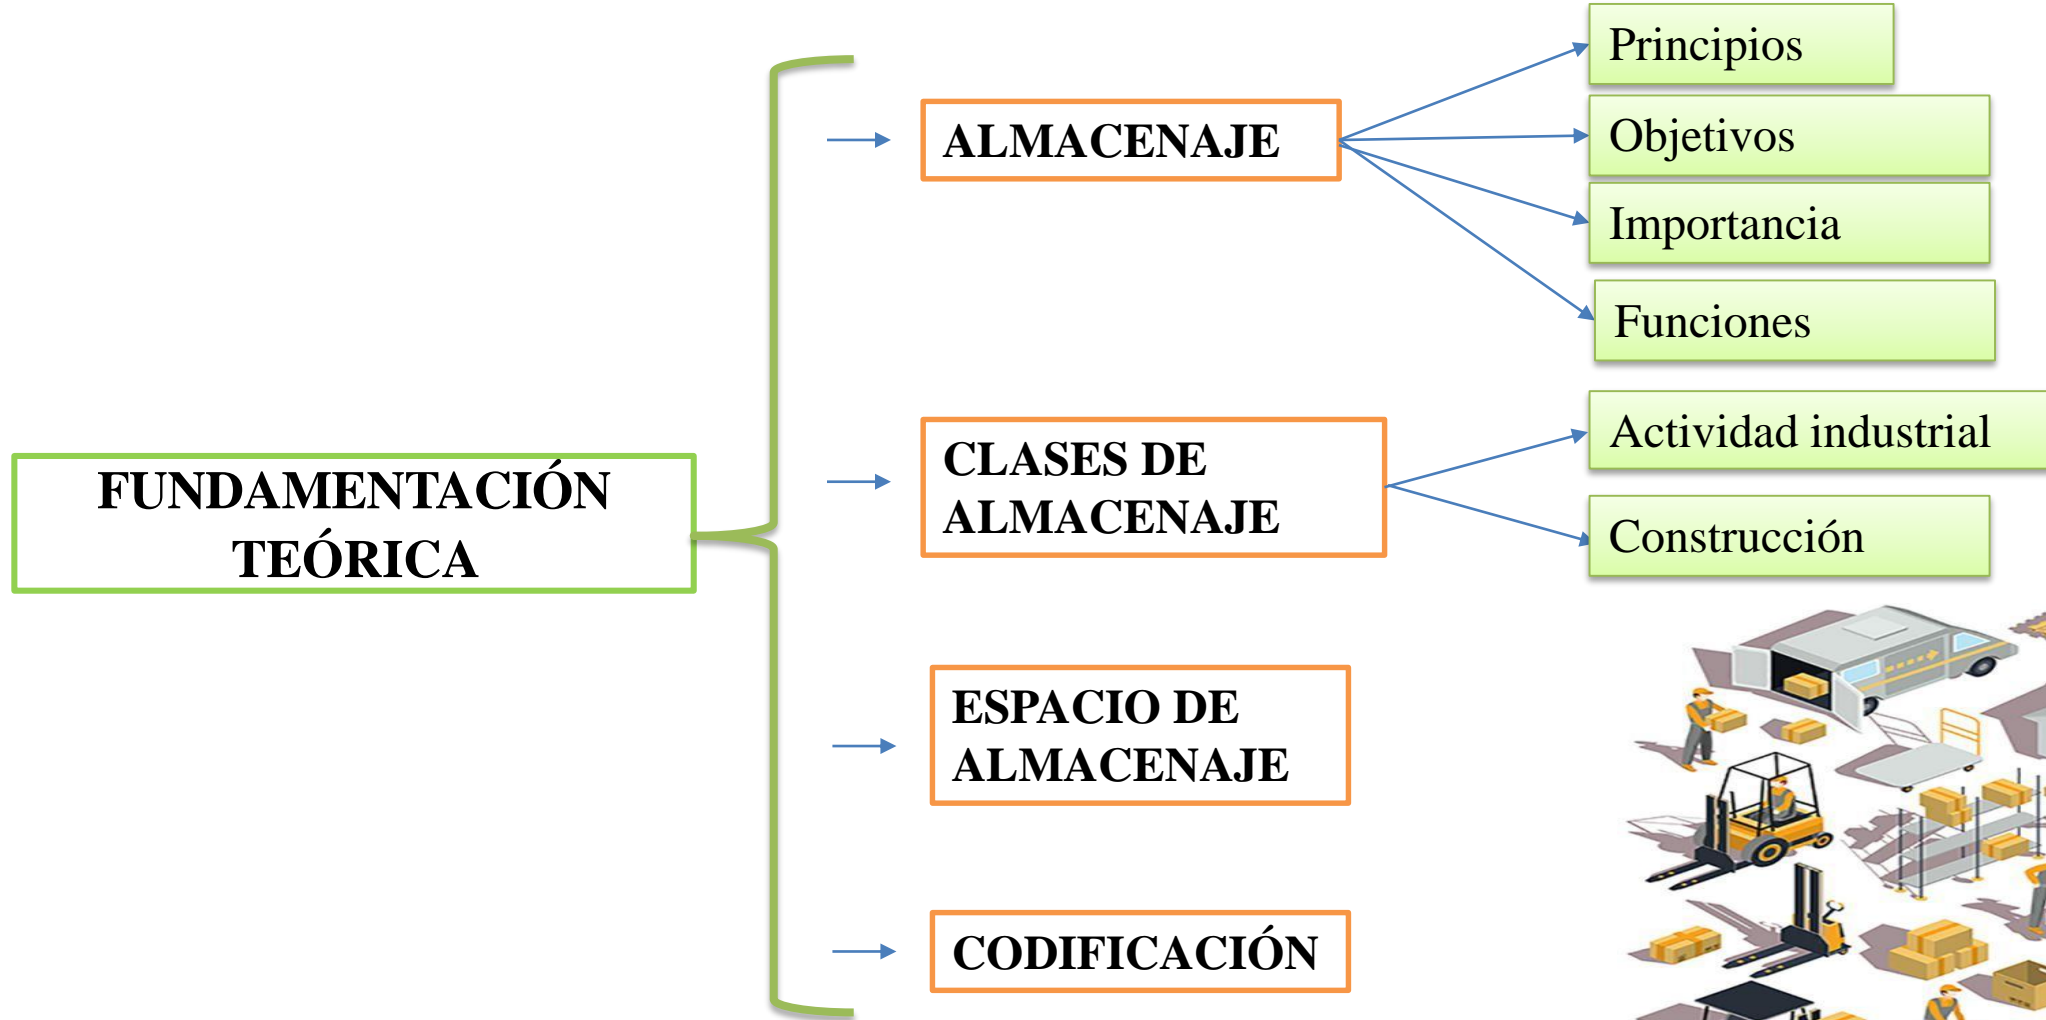 FUNDAMENTACIÓN
TEÓRICA
ALMACENAJE
Principios
Objetivos
Importancia
Funciones
CLASES DE
ALMACENAJE
Actividad industrial
Construcción
ESPACIO DE
ALMACENAJE
CODIFICACIÓN